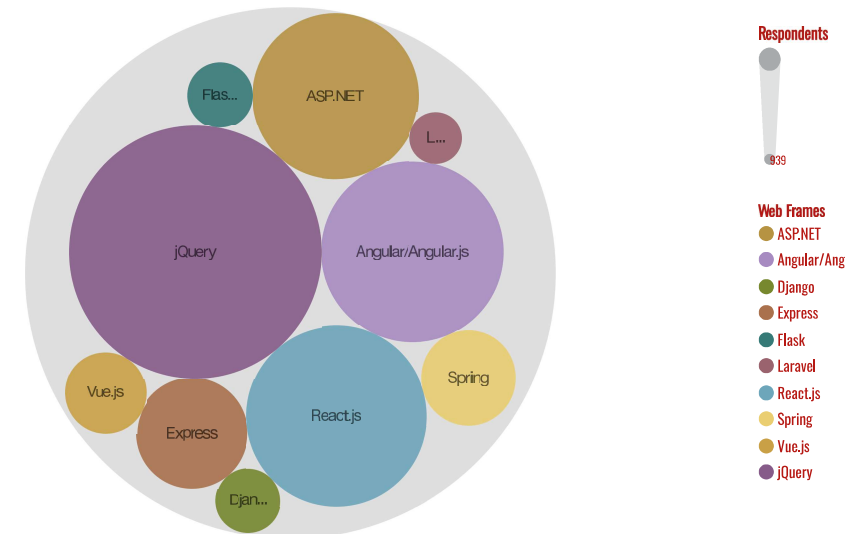 Flas...
ASP.NET
L...
jQuery
Angular/Angular.js
Vue.js
Spring
Express
React.js
Djan...
Respondents
939
Web Frames
ASP.NET
Angular/Ang
Django
Express
Flask
Laravel
React.js
Spring
Vue.js
jQuery